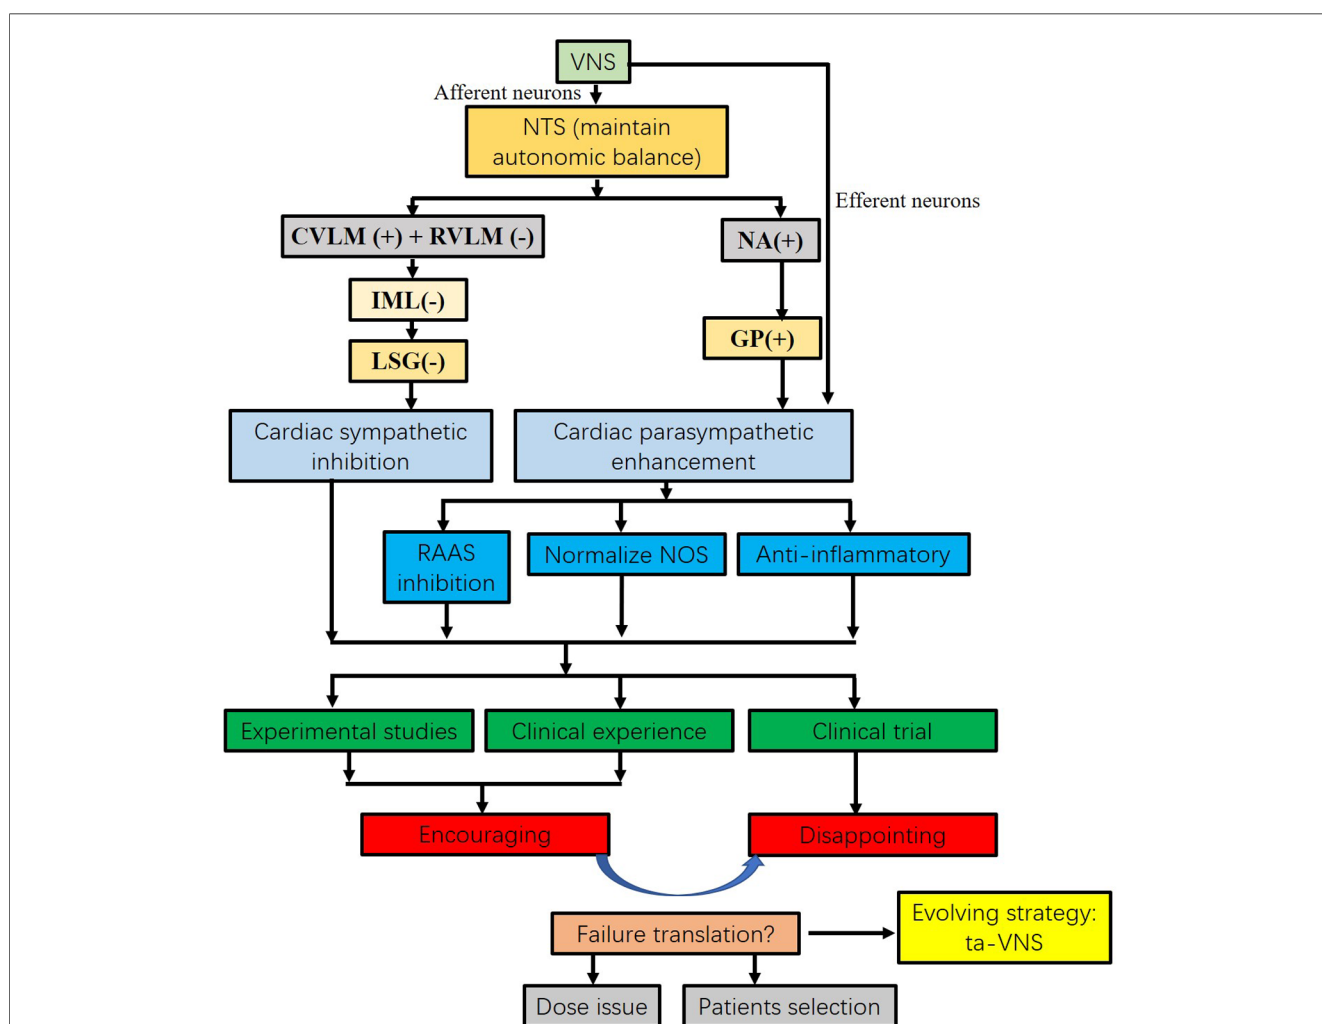 VNS
Afferent neurons
NTS (maintain
autonomic balance)
Efferent neurons
CVLM (+) + RVLM (-)
NA(+)
IML(-)
GP(+)
LSG(-)
Cardiac sympathetic
inhibition
Cardiac parasympathetic
enhancement
RAAS
inhibition
Normalize NOS
Anti-inflammatory
Experimental studies
Clinical experience
Clinical trial
Encouraging
Disappointing
Failure translation?
Evolving strategy:
ta-VNS
Dose issue
Patients selection